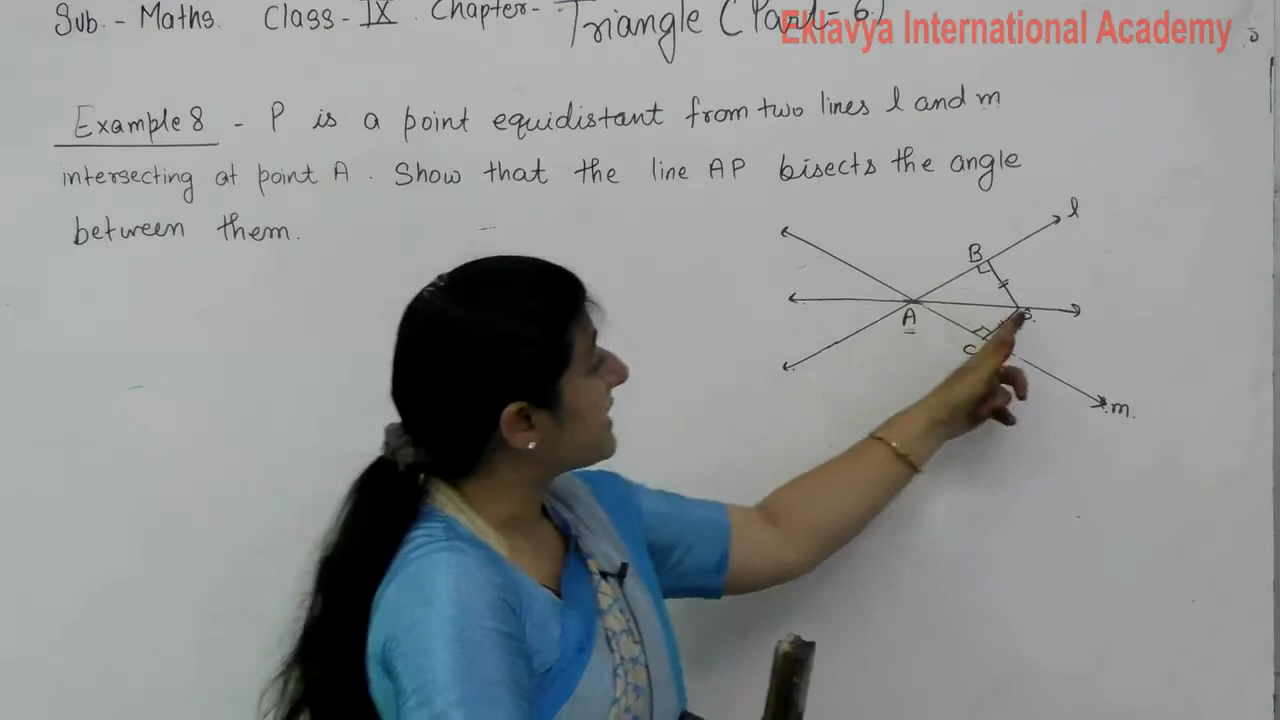 Sub. - Maths. Class - IX. Chapter - Triangle (Part - 6)
Eklavya International Academy
Example 8 - P is a point equidistant from two lines l and m
intersecting at point A. Show that the line AP bisects the angle
between them.
l
B
A
P.
C
m.